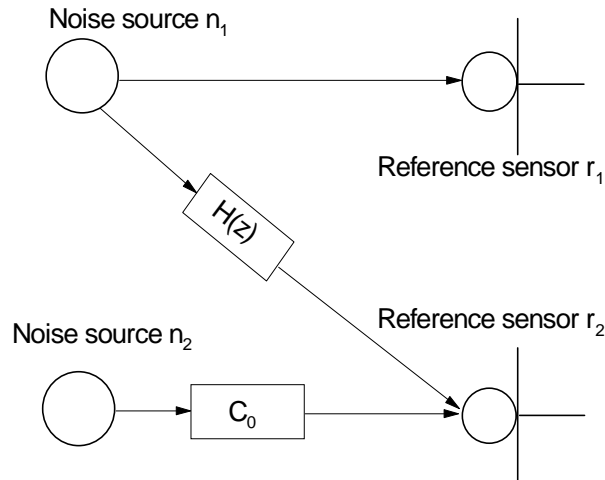 Noise source n₁
Reference sensor r₁
H(z)
Reference sensor r₂
Noise source n₂
C₀